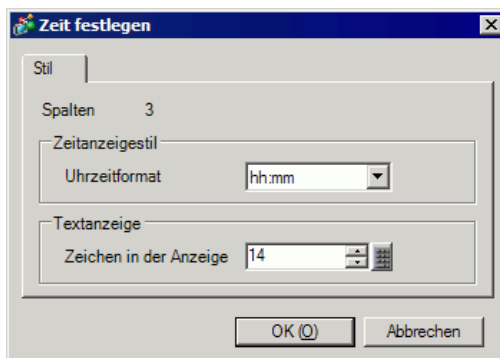 Zeit festlegen
Stil
Spalten 3
Zeitanzeigestil
Uhrzeitformat hh:mm
Textanzeige
Zeichen in der Anzeige 14
OK (O) Abbrechen